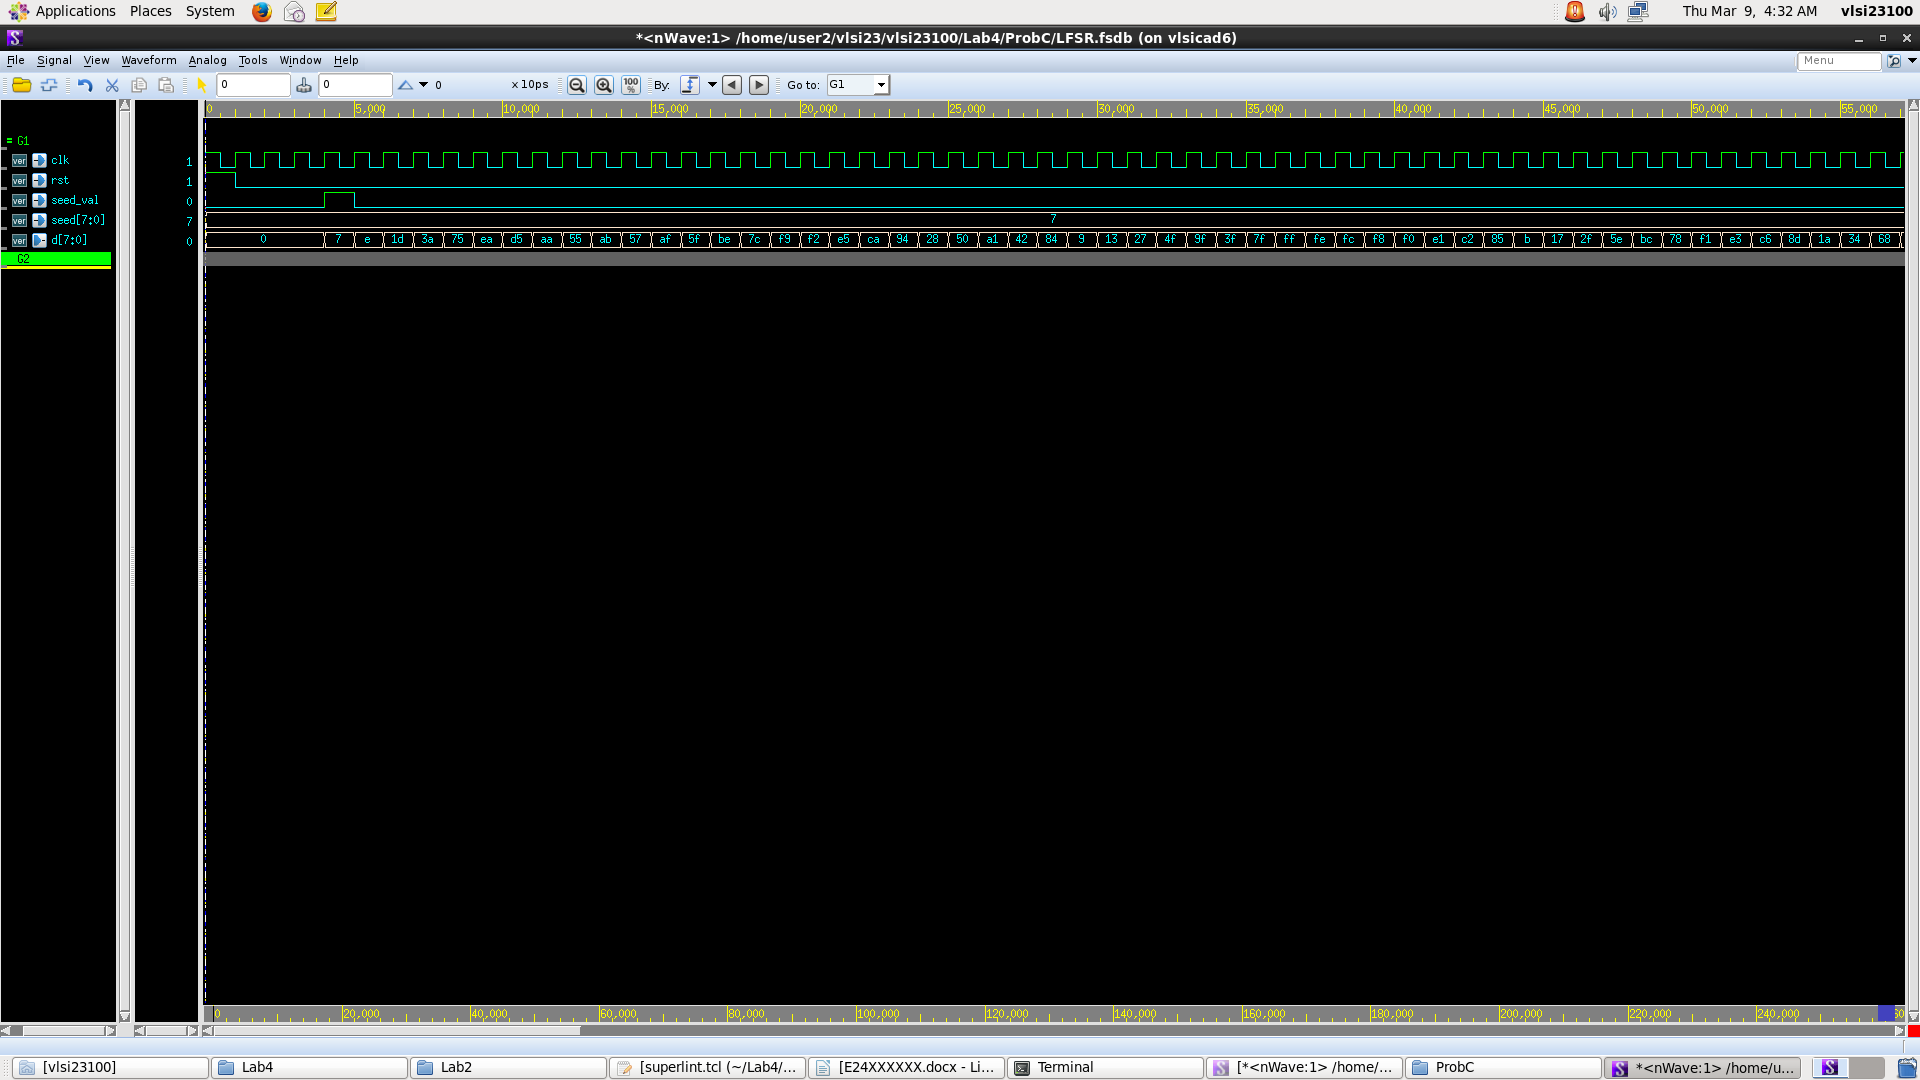 Applications Places System Thu Mar 9, 4:32 AM vlsi23100
*<nWave:1> /home/user2/vlsi23/vlsi23100/Lab4/ProbC/LFSR.fsdb (on vlsicad6)
File Signal View Waveform Analog Tools Window Help Menu
0 0 0 x 10ps 100 % By: Go to: G1
0 5,000 10,000 15,000 20,000 25,000 30,000 35,000 40,000 45,000 50,000 55,000
= G1
ver clk 1
ver rst 1
ver seed_val 0
ver seed[7:0] 7 7
ver d[7:0] 0 0 7 e 1d 3a 75 ea d5 aa 55 ab 57 af 5f be 7c f9 f2 e5 ca 94 28 50 a1 42 84 9 13 27 4f 9f 3f 7f ff fe fc f8 f0 e1 c2 85 b 17 2f 5e bc 78 f1 e3 c6 8d 1a 34 68
G2
0 20,000 40,000 60,000 80,000 100,000 120,000 140,000 160,000 180,000 200,000 220,000 240,000 60
[vlsi23100] Lab4 Lab2 [superlint.tcl (~/Lab4/... [E24XXXXXX.docx - Li... Terminal [*<nWave:1> /home/... ProbC *<nWave:1> /home/u...